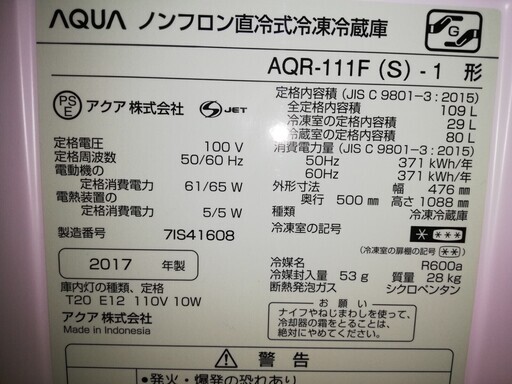 AQUA ノンフロン直冷式冷凍冷蔵庫
G
AQR-111F (S) - 1 形
PS E アクア株式会社 S JET
定格電圧 100 V
定格周波数 50/60 Hz
電動機の
定格消費電力 61/65 W
電熱装置の
定格消費電力 5/5 W
製造番号 7IS41608
2017 年製
庫内灯の種類、定格
T20 E12 110V 10W
アクア株式会社
Made in Indonesia
定格内容積 (JIS C 9801-3 : 2015)
全定格内容積 109 L
冷凍室の定格内容積 29 L
冷蔵室の定格内容積 80 L
消費電力量 (JIS C 9801-3 : 2015)
50Hz 371 kWh/年
60Hz 371 kWh/年
外形寸法 幅 476 mm
奥行 500 mm 高さ 1088 mm
種類 冷凍冷蔵庫
冷凍室の記号 * ***
(冷凍室の扉棚の記号 **)
冷媒名 R600a
冷媒封入量 53 g 質量 28 kg
断熱発泡ガス シクロペンタン
お願い
ナイフやねじまわしを使って、
冷却器の霜をとることは、
絶対にやめてください。
⚠ 警告
●発火・爆発の恐れあり